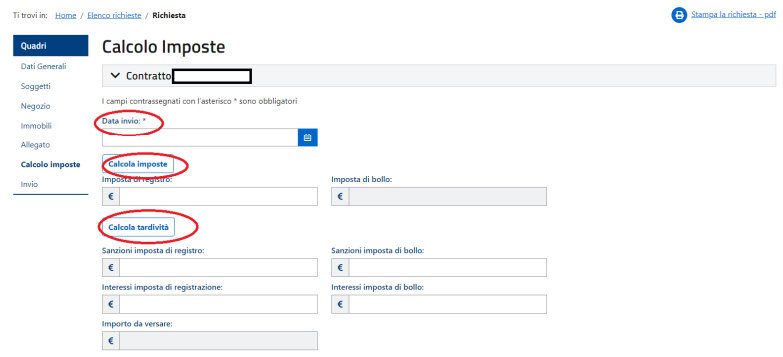 Ti trovi in: Home / Elenco richieste / Richiesta
Stampa la richiesta - pdf
Quadri
Dati Generali
Soggetti
Negozio
Immobili
Allegato
Calcolo imposte
Invio
Calcolo Imposte
Contratto
I campi contrassegnati con l'asterisco * sono obbligatori
Data invio: *
Calcola imposte
Imposta di registro:
Imposta di bollo:
€
€
Calcola tardività
Sanzioni imposta di registro:
Sanzioni imposta di bollo:
€
€
Interessi imposta di registrazione:
Interessi imposta di bollo:
€
€
Importo da versare:
€